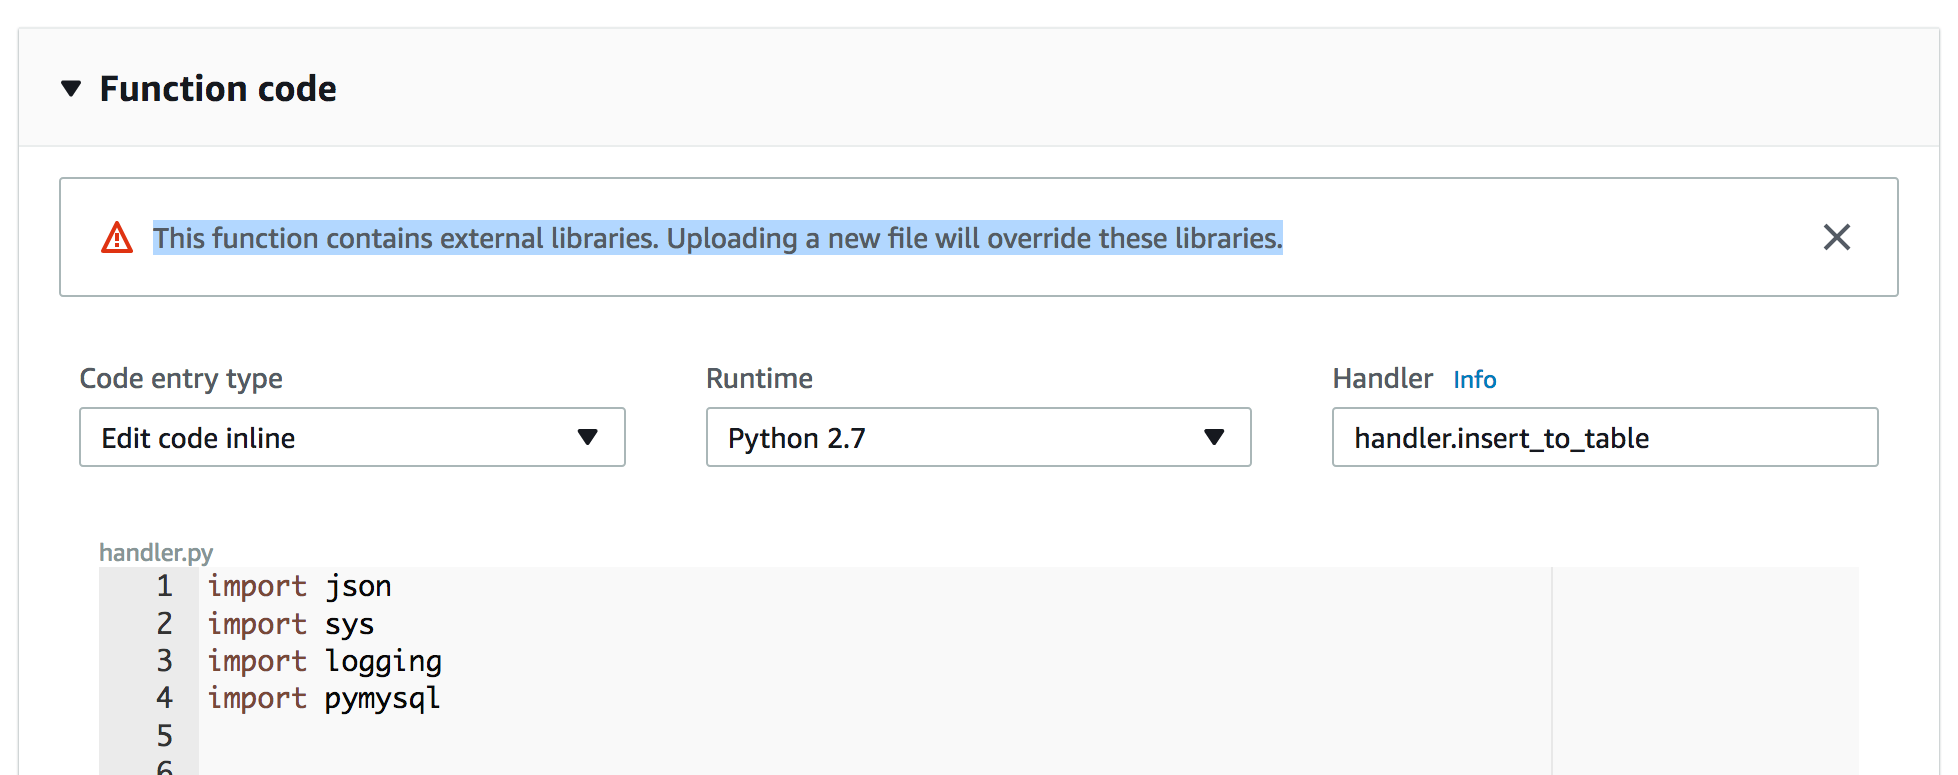 Function code
This function contains external libraries. Uploading a new file will override these libraries.
Code entry type
Runtime
Handler Info
Edit code inline
Python 2.7
handler.insert_to_table
handler.py
1 import json
2 import sys
3 import logging
4 import pymysql
5
6